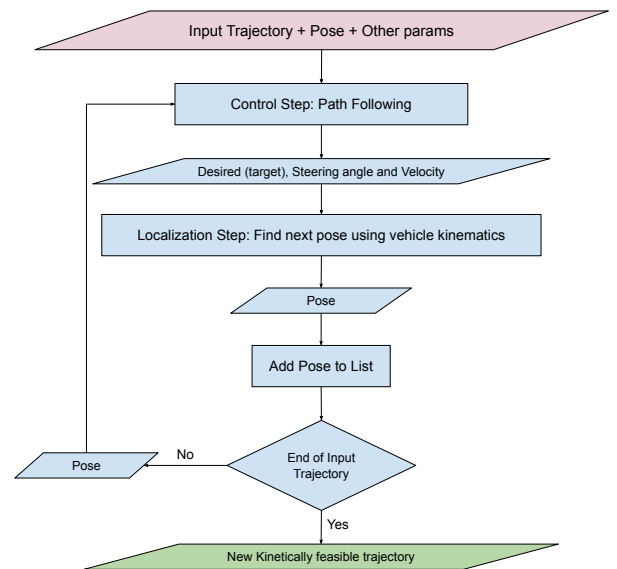 Input Trajectory + Pose + Other params
Control Step: Path Following
Desired (target), Steering angle and Velocity
Localization Step: Find next pose using vehicle kinematics
Pose
Add Pose to List
End of Input
Trajectory
No
Pose
Yes
New Kinetically feasible trajectory